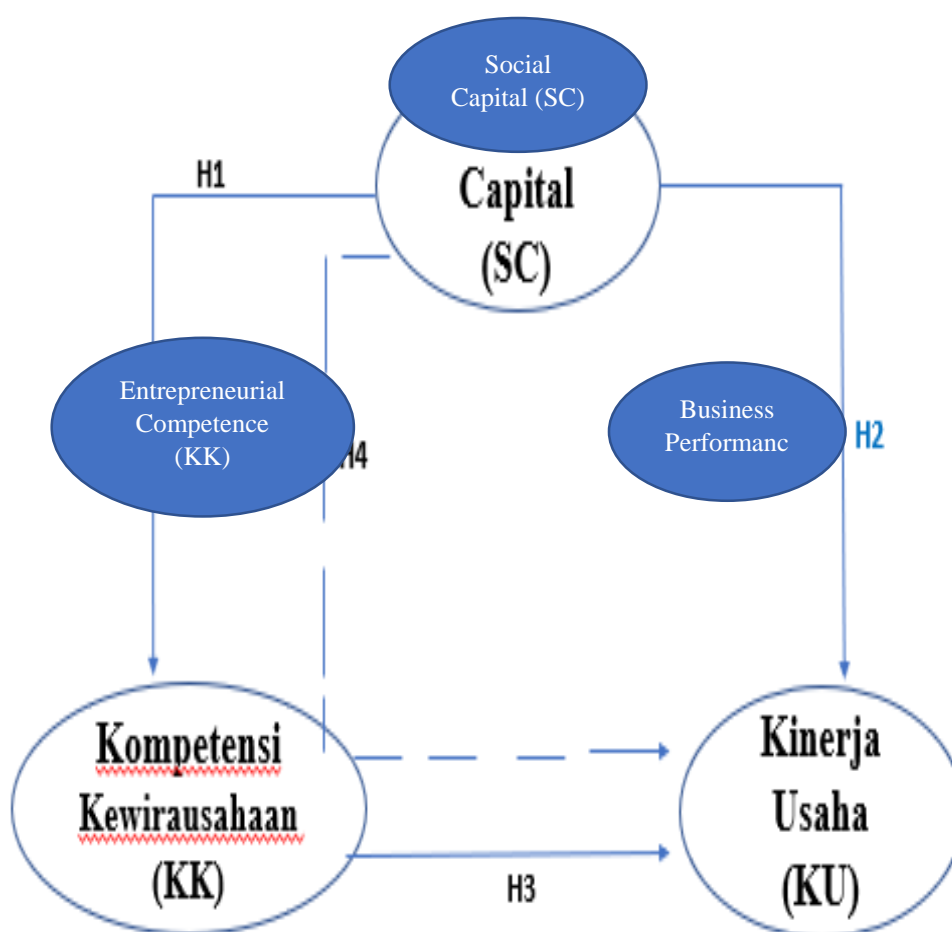 Social
Capital (SC)
H1
Capital
(SC)
Entrepreneurial
Competence
(KK)
H4
Business
Performanc
H2
Kompetensi
Kewirausahaan
(KK)
H3
Kinerja
Usaha
(KU)